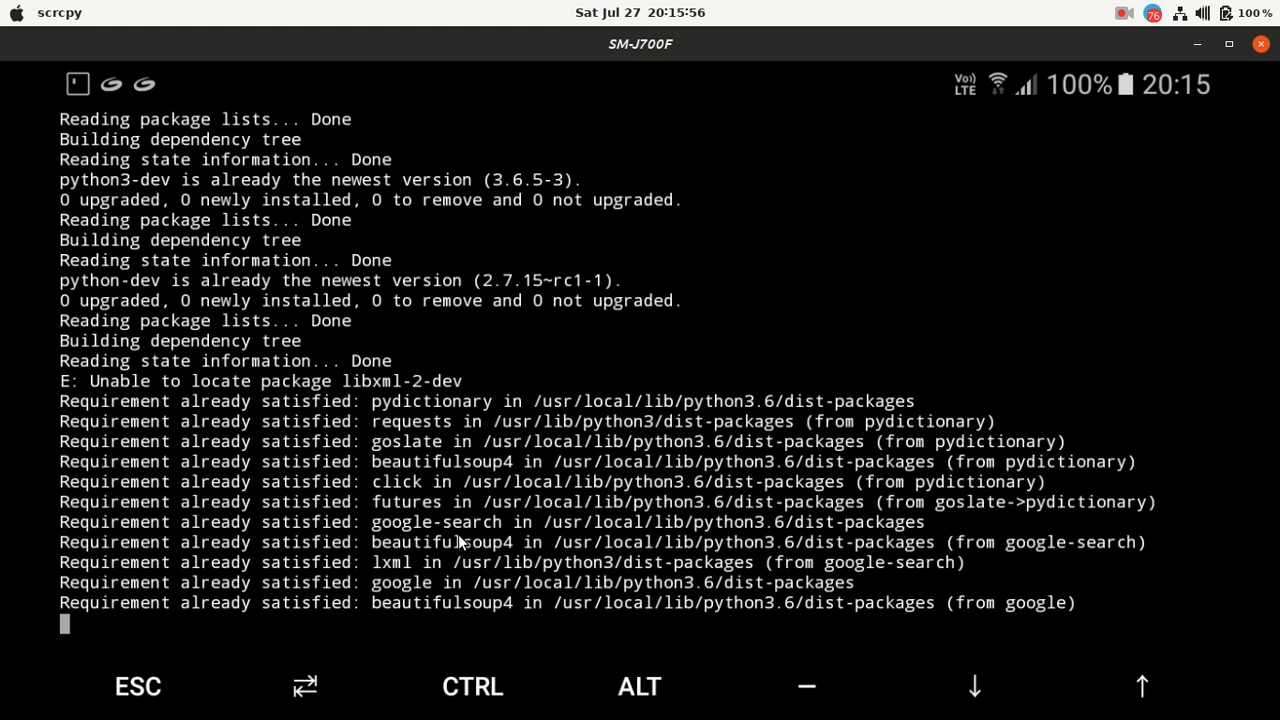 scrcpy
Sat Jul 27 20:15:56
76
100%
SM-J700F
Vo)) LTE
100%
20:15
Reading package lists... Done
Building dependency tree
Reading state information... Done
python3-dev is already the newest version (3.6.5-3).
0 upgraded, 0 newly installed, 0 to remove and 0 not upgraded.
Reading package lists... Done
Building dependency tree
Reading state information... Done
python-dev is already the newest version (2.7.15~rc1-1).
0 upgraded, 0 newly installed, 0 to remove and 0 not upgraded.
Reading package lists... Done
Building dependency tree
Reading state information... Done
E: Unable to locate package libxml-2-dev
Requirement already satisfied: pydictionary in /usr/local/lib/python3.6/dist-packages
Requirement already satisfied: requests in /usr/lib/python3/dist-packages (from pydictionary)
Requirement already satisfied: goslate in /usr/local/lib/python3.6/dist-packages (from pydictionary)
Requirement already satisfied: beautifulsoup4 in /usr/local/lib/python3.6/dist-packages (from pydictionary)
Requirement already satisfied: click in /usr/local/lib/python3.6/dist-packages (from pydictionary)
Requirement already satisfied: futures in /usr/local/lib/python3.6/dist-packages (from goslate->pydictionary)
Requirement already satisfied: google-search in /usr/local/lib/python3.6/dist-packages
Requirement already satisfied: beautifulsoup4 in /usr/local/lib/python3.6/dist-packages (from google-search)
Requirement already satisfied: lxml in /usr/lib/python3/dist-packages (from google-search)
Requirement already satisfied: google in /usr/local/lib/python3.6/dist-packages
Requirement already satisfied: beautifulsoup4 in /usr/local/lib/python3.6/dist-packages (from google)
ESC
CTRL
ALT